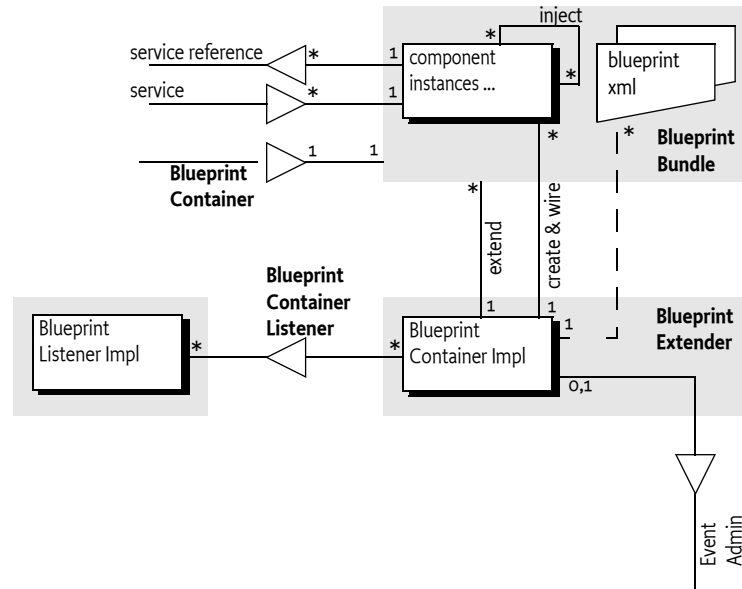 inject
*
service reference
*
1
component
instances ...
*
blueprint
xml
service
*
1
*
*
Blueprint
Bundle
1
1
Blueprint
Container
*
extend
create & wire
Blueprint
Container
Listener
1
1
1
Blueprint
Extender
Blueprint
Listener Impl
*
*
Blueprint
Container Impl
0,1
Event
Admin